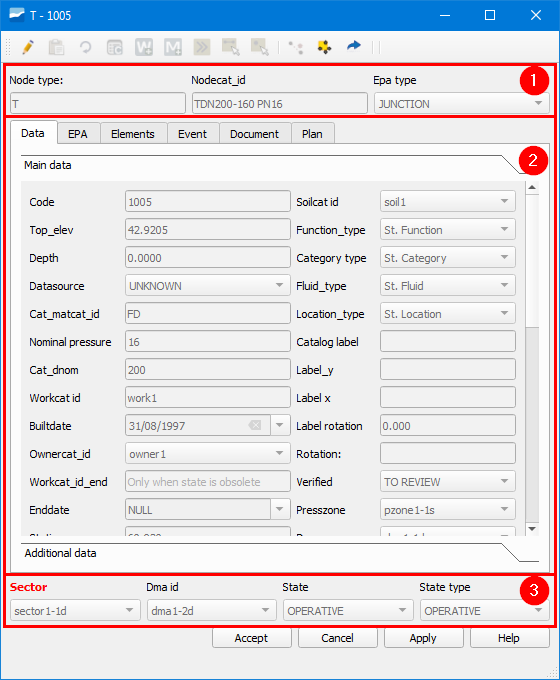 T - 1005
Node type: Nodecat_id Epa type 1
T TDN200-160 PN16 JUNCTION
Data EPA Elements Event Document Plan
2
Main data
Code 1005 Soilcat id soil1
Top_elev 42.9205 Function_type St. Function
Depth 0.0000 Category type St. Category
Datasource UNKNOWN Fluid_type St. Fluid
Cat_matcat_id FD Location_type St. Location
Nominal pressure 16 Catalog label
Cat_dnom 200 Label_y
Workcat id work1 Label x
Builtdate 31/08/1997 Label rotation 0.000
Ownercat_id owner1 Rotation:
Workcat_id_end Only when state is obsolete Verified TO REVIEW
Enddate NULL Presszone pzone1-1s
Additional data
Sector Dma id State State type 3
sector1-1d dma1-2d OPERATIVE OPERATIVE
Accept Cancel Apply Help